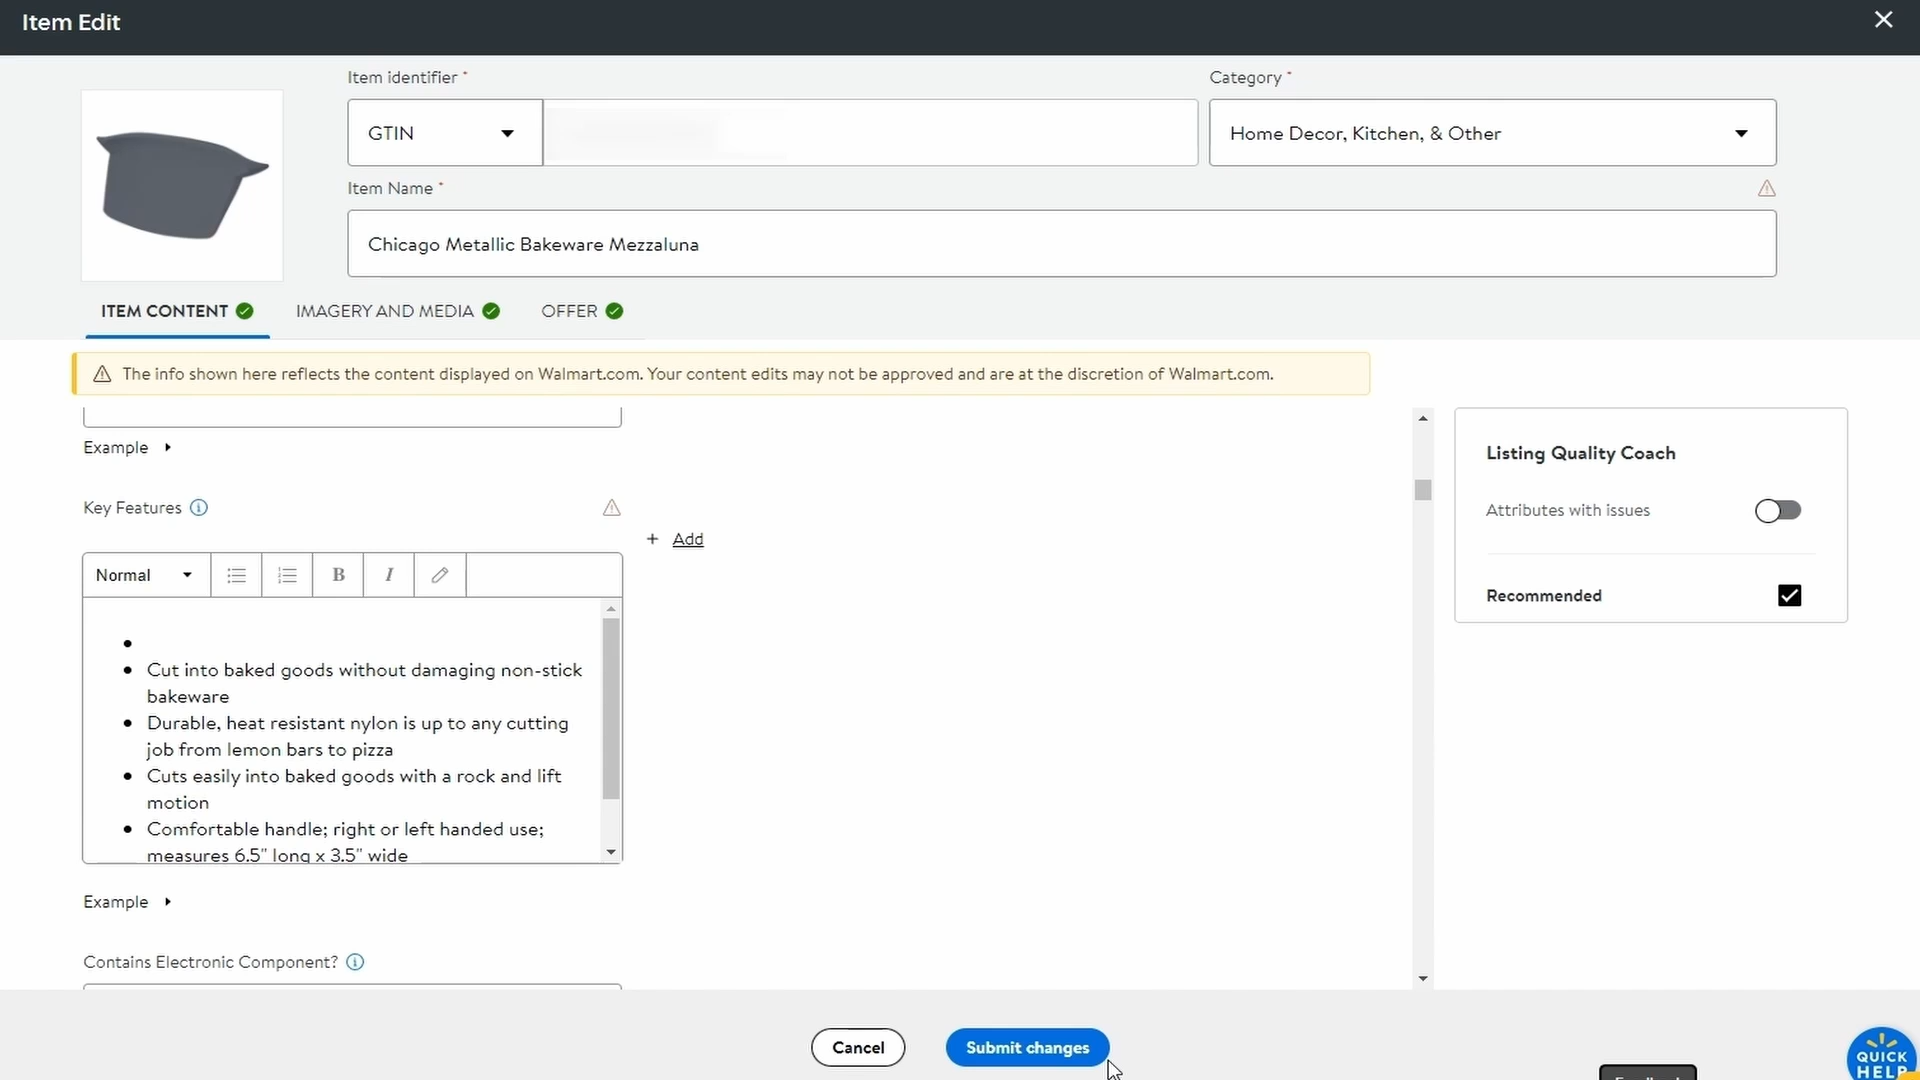 Item Edit
Item identifier *
Category *
GTIN
Home Decor, Kitchen, & Other
Item Name *
Chicago Metallic Bakeware Mezzaluna
ITEM CONTENT
IMAGERY AND MEDIA
OFFER
The info shown here reflects the content displayed on Walmart.com. Your content edits may not be approved and are at the discretion of Walmart.com.
Example
Key Features
+ Add
Normal
B
I
• Cut into baked goods without damaging non-stick
bakeware
• Durable, heat resistant nylon is up to any cutting
job from lemon bars to pizza
• Cuts easily into baked goods with a rock and lift
motion
• Comfortable handle; right or left handed use;
measures 6.5" long x 3.5" wide
Example
Contains Electronic Component?
Listing Quality Coach
Attributes with issues
Recommended
Cancel
Submit changes
QUICK
HELP